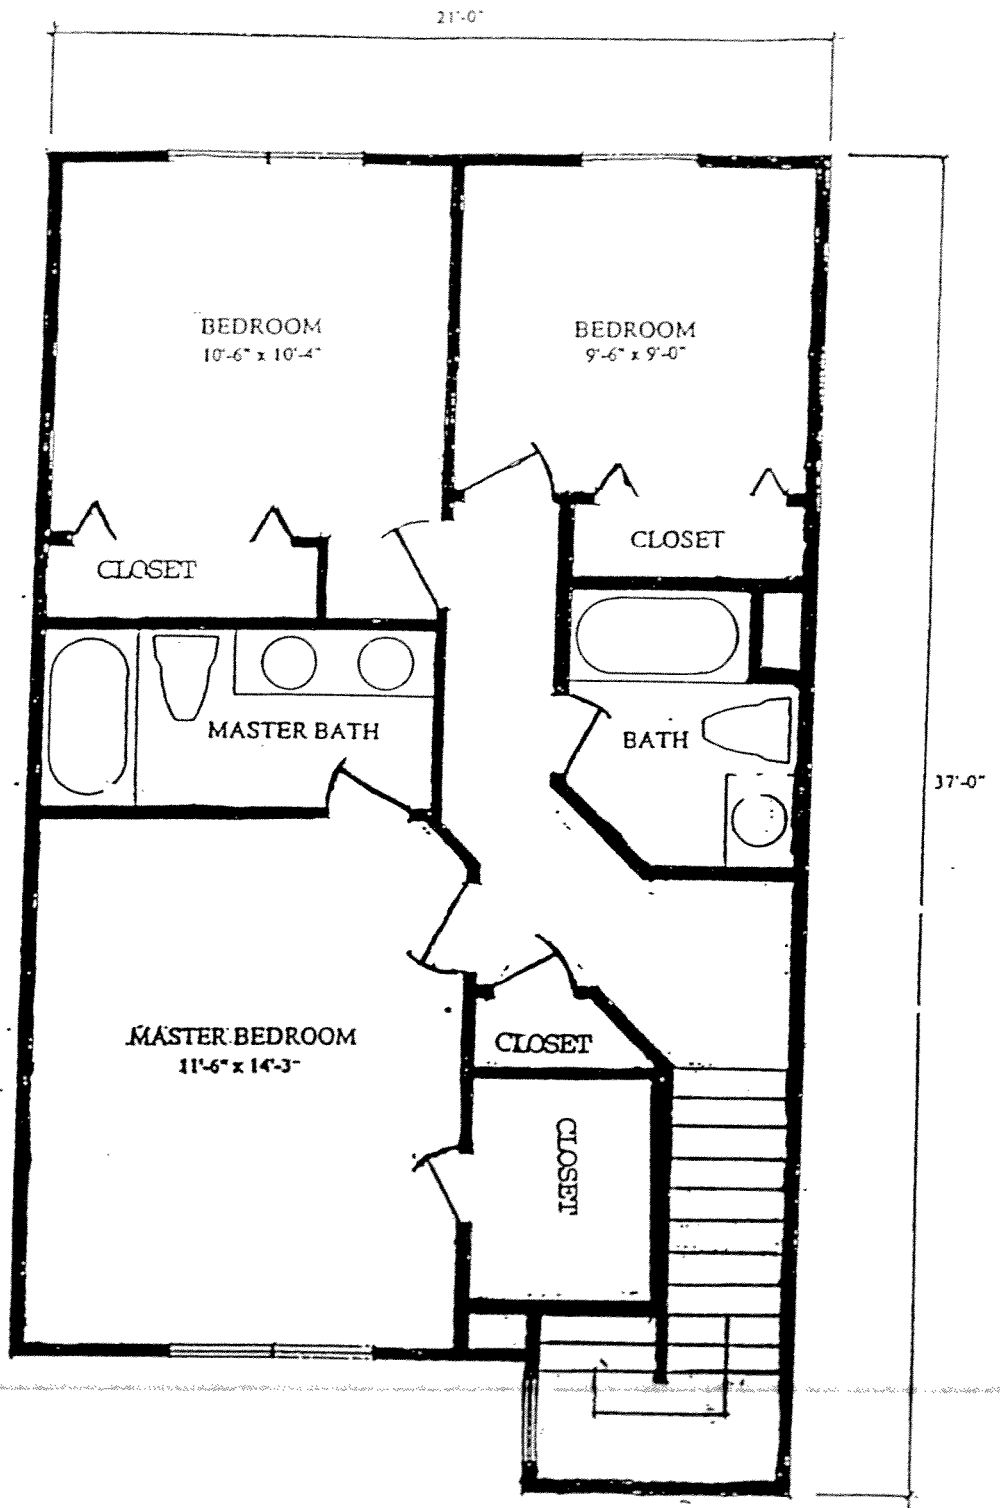 21'-0"
BEDROOM
10'-6" x 10'-4"
BEDROOM
9'-6" x 9'-0"
CLOSET
CLOSET
MASTER BATH
BATH
37'-0"
MASTER BEDROOM
11'-6" x 14'-3"
CLOSET
CLOSET